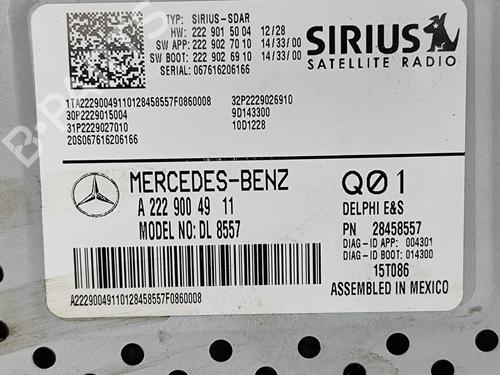 TYP: SIRIUS-SDAR
HW: 222 901 50 04 12/28
SW APP: 222 902 70 10 14/33/00
SW BOOT: 222 902 69 10 14/33/00
SERIAL: 067616206166
SIRIUS
SATELLITE RADIO
1TA22290049110128458557F0860008 32P2229026910
30P2229015004 9D143300
31P2229027010 10D1228
20S067616206166
MERCEDES-BENZ
A 222 900 49 11
MODEL NO: DL 8557
Q01
DELPHI E&S
PN 28458557
DIAG-ID APP: 004301
DIAG-ID BOOT: 014300
15T086
ASSEMBLED IN MEXICO
A22290049110128458557F0860008